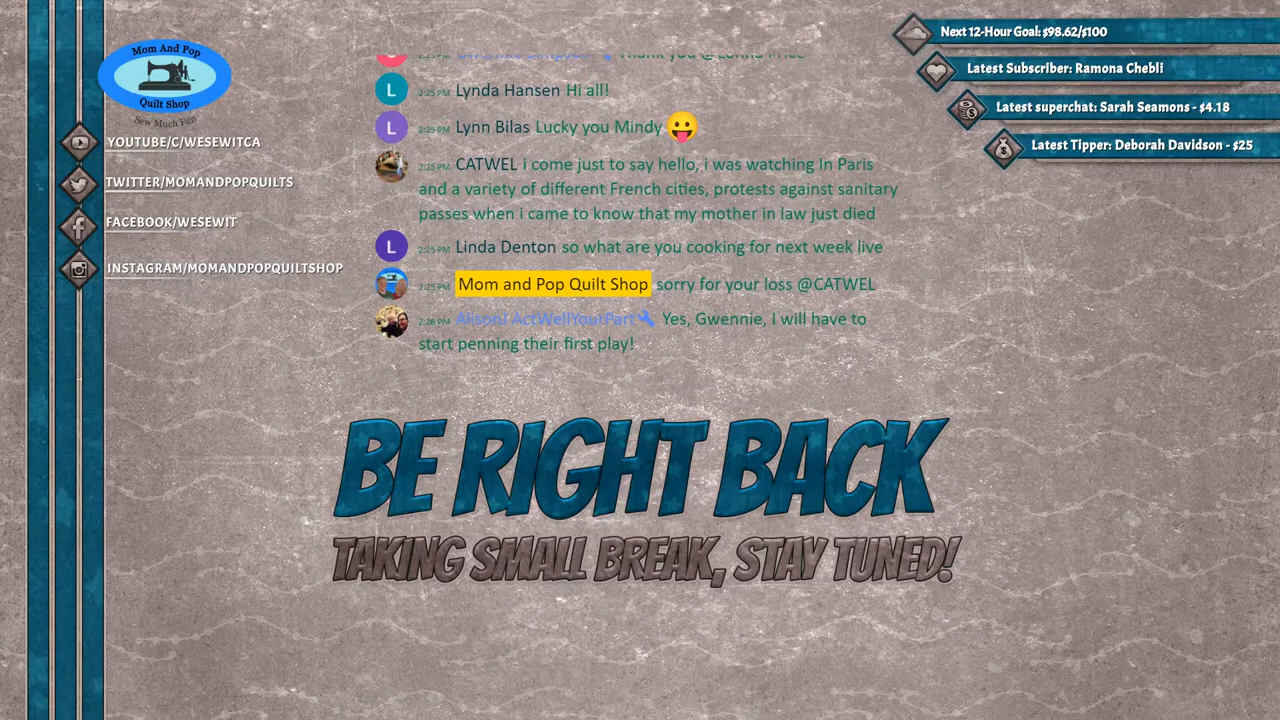 Mom And Pop
Quilt Shop
Sew Much Fun
YOUTUBE/C/WESEWITCA
TWITTER/MOMANDPOPQUILTS
FACEBOOK/WESEWIT
INSTAGRAM/MOMANDPOPQUILTSHOP
Thank you @
L 2:25 PM Lynda Hansen Hi all!
L 2:25 PM Lynn Bilas Lucky you Mindy 😛
2:25 PM CATWEL i come just to say hello, i was watching In Paris
and a variety of different French cities, protests against sanitary
passes when i came to know that my mother in law just died
L 2:25 PM Linda Denton so what are you cooking for next week live
2:25 PM Mom and Pop Quilt Shop sorry for your loss @CATWEL
2:26 PM AlisonJ ActWellYourPart Yes, Gwennie, I will have to
start penning their first play!
Next 12-Hour Goal: $98.62/$100
Latest Subscriber: Ramona Chebli
Latest superchat: Sarah Seamons - $4.18
Latest Tipper: Deborah Davidson - $25
BE RIGHT BACK
TAKING SMALL BREAK, STAY TUNED!